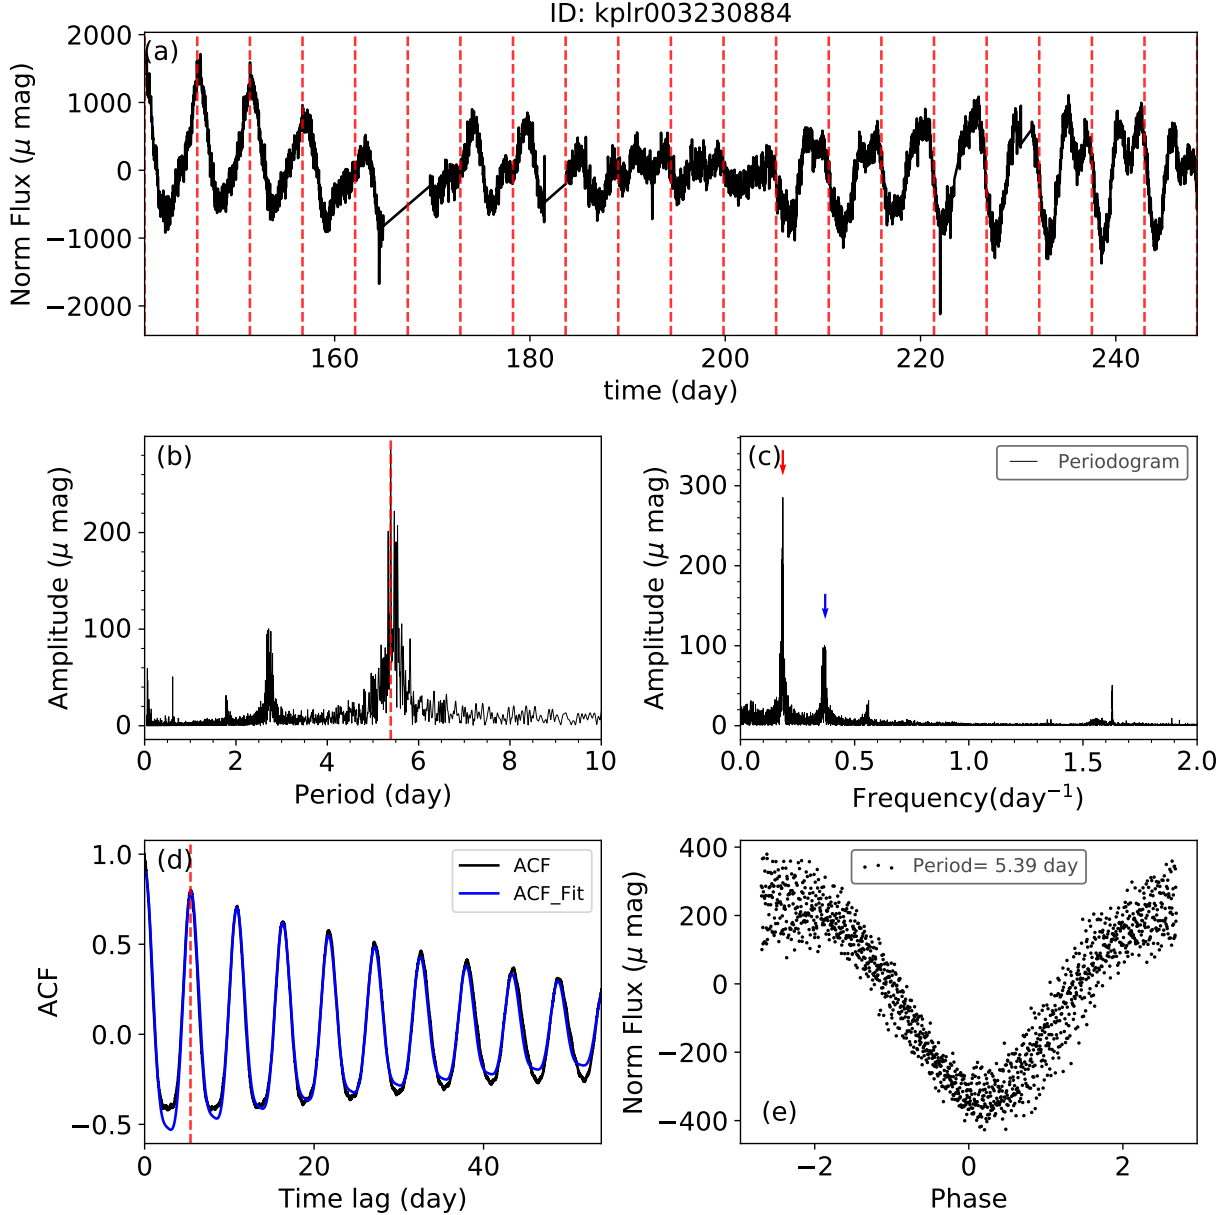 ID: kplr003230884
(a)
2000
1000
0
−1000
−2000
Norm Flux (μ mag)
160 180 200 220 240
time (day)
(b)
200
100
0
Amplitude (μ mag)
0 2 4 6 8 10
Period (day)
(c)
Periodogram
300
200
100
0
Amplitude (μ mag)
0.0 0.5 1.0 1.5 2.0
Frequency(day⁻¹)
(d)
ACF
ACF_Fit
1.0
0.5
0.0
−0.5
ACF
0 20 40
Time lag (day)
Period= 5.39 day
400
200
0
−200
−400
Norm Flux (μ mag)
(e)
−2 0 2
Phase